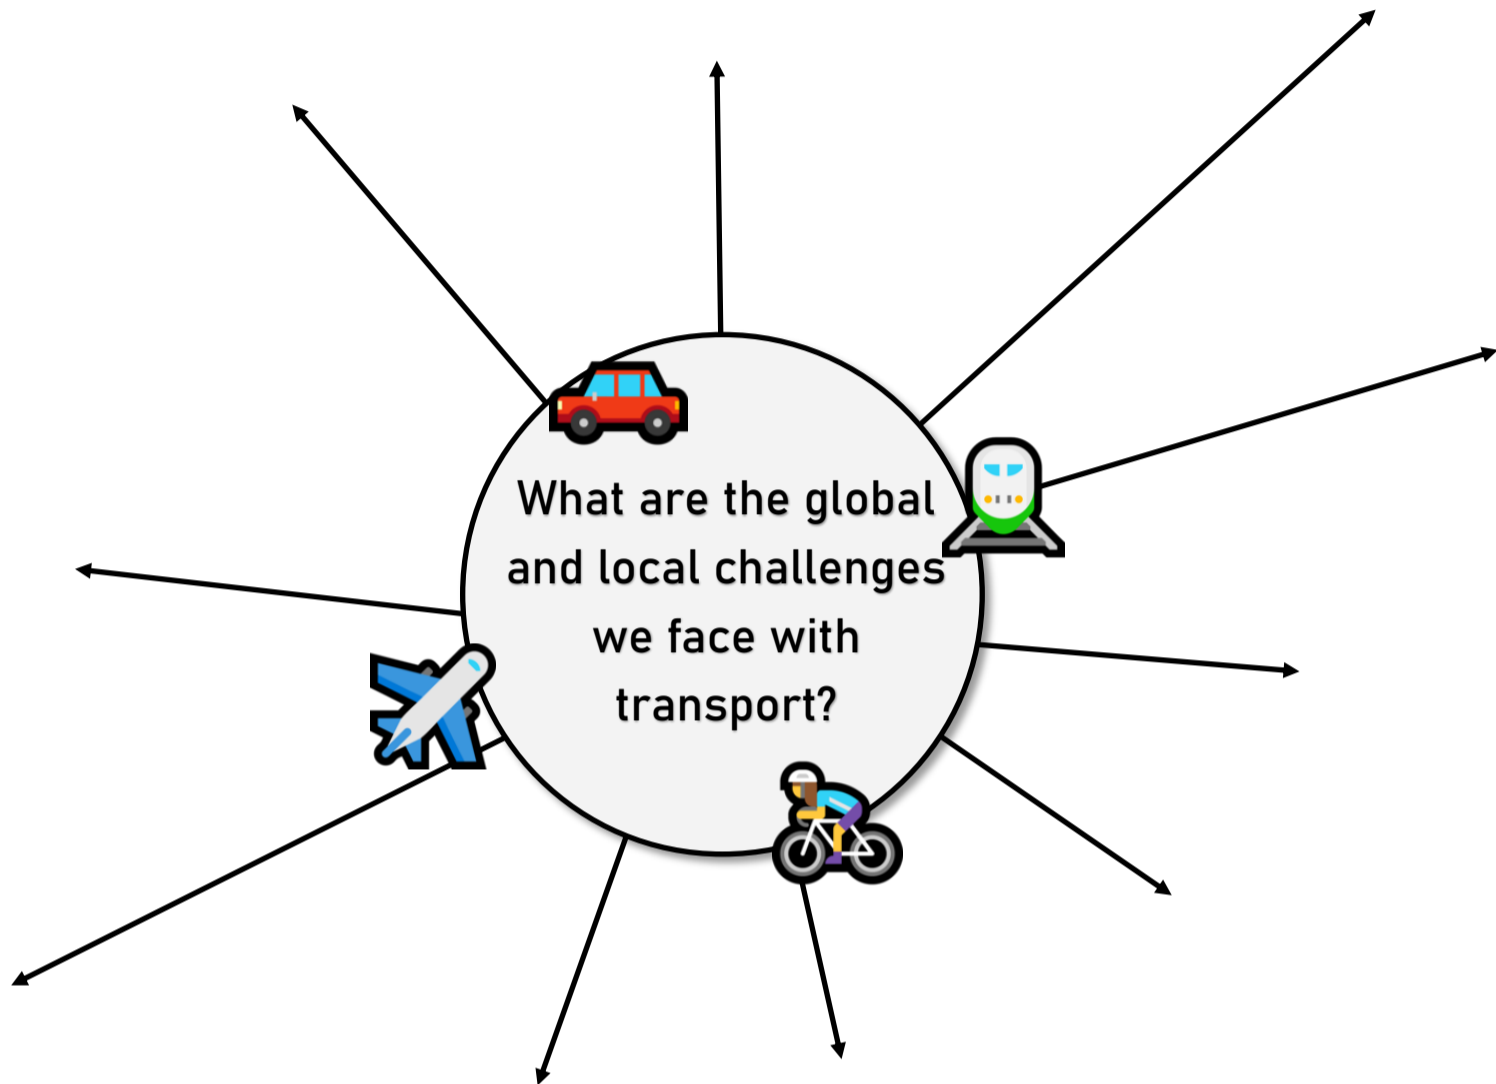 What are the global
and local challenges
we face with
transport?